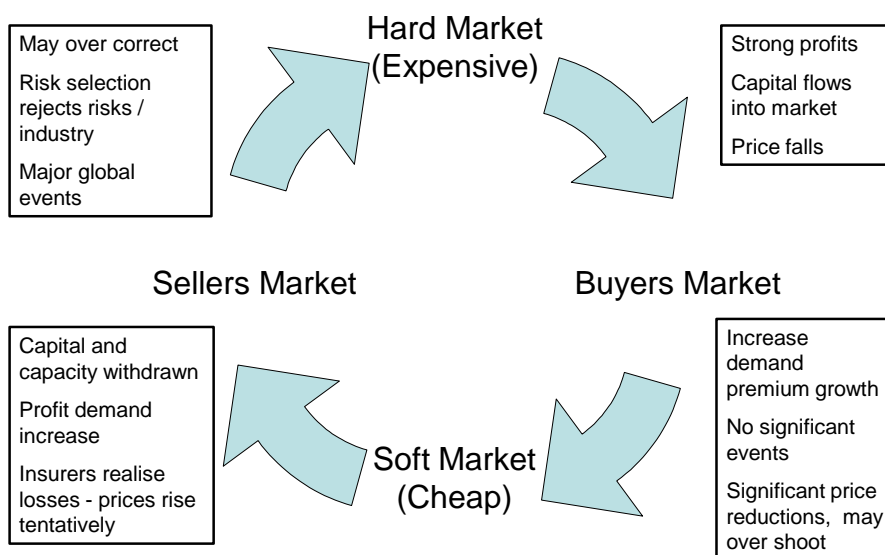 Hard Market
(Expensive)
May over correct
Risk selection
rejects risks /
industry
Major global
events
Strong profits
Capital flows
into market
Price falls
Sellers Market
Buyers Market
Capital and
capacity withdrawn
Profit demand
increase
Insurers realise
losses - prices rise
tentatively
Soft Market
(Cheap)
Increase
demand
premium growth
No significant
events
Significant price
reductions, may
over shoot